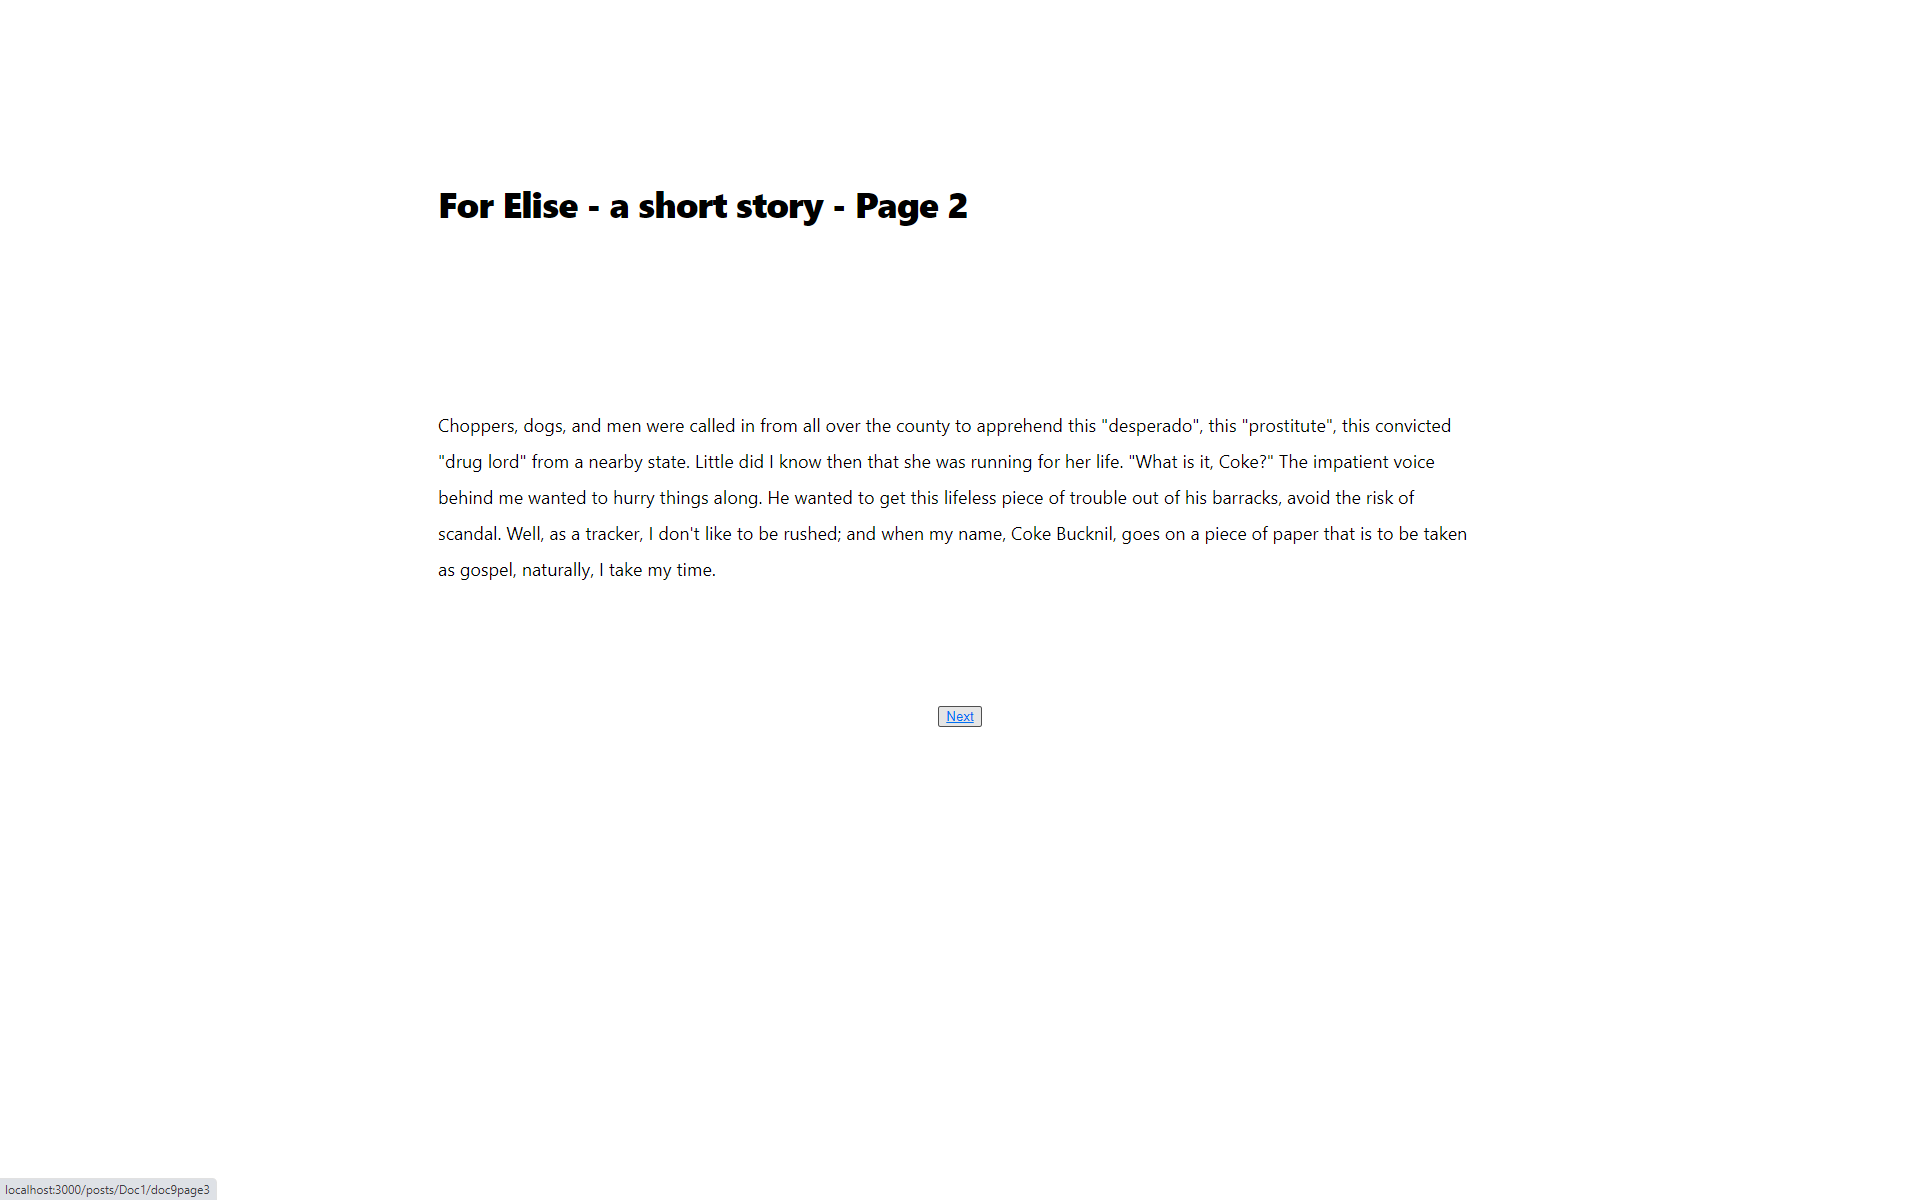 For Elise - a short story - Page 2
Choppers, dogs, and men were called in from all over the county to apprehend this "desperado", this "prostitute", this convicted
"drug lord" from a nearby state. Little did I know then that she was running for her life. "What is it, Coke?" The impatient voice
behind me wanted to hurry things along. He wanted to get this lifeless piece of trouble out of his barracks, avoid the risk of
scandal. Well, as a tracker, I don't like to be rushed; and when my name, Coke Bucknil, goes on a piece of paper that is to be taken
as gospel, naturally, I take my time.
Next
localhost:3000/posts/Doc1/doc9page3